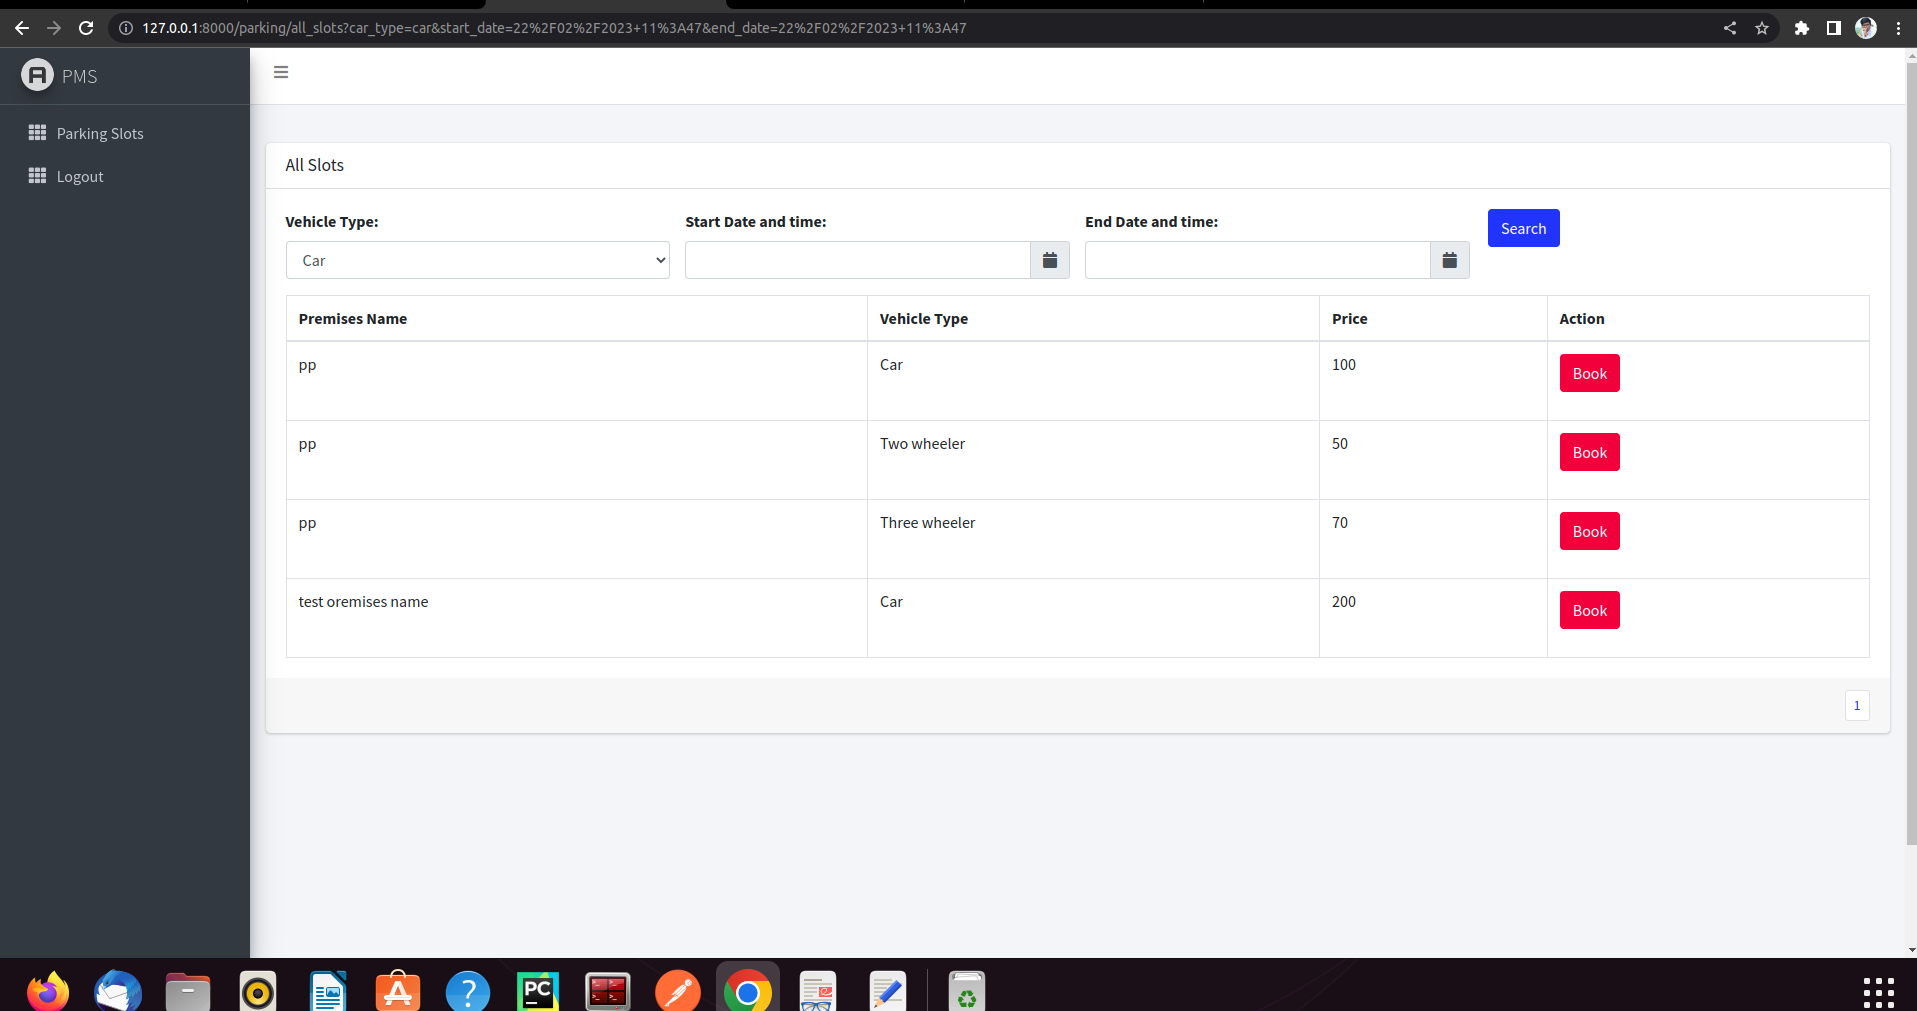 127.0.0.1:8000/parking/all_slots?car_type=car&start_date=22%2F02%2F2023+11%3A47&end_date=22%2F02%2F2023+11%3A47
PMS
Parking Slots
Logout
All Slots
Vehicle Type: Start Date and time: End Date and time: Search
Car
Premises Name Vehicle Type Price Action
pp Car 100 Book
pp Two wheeler 50 Book
pp Three wheeler 70 Book
test oremises name Car 200 Book
1
PC